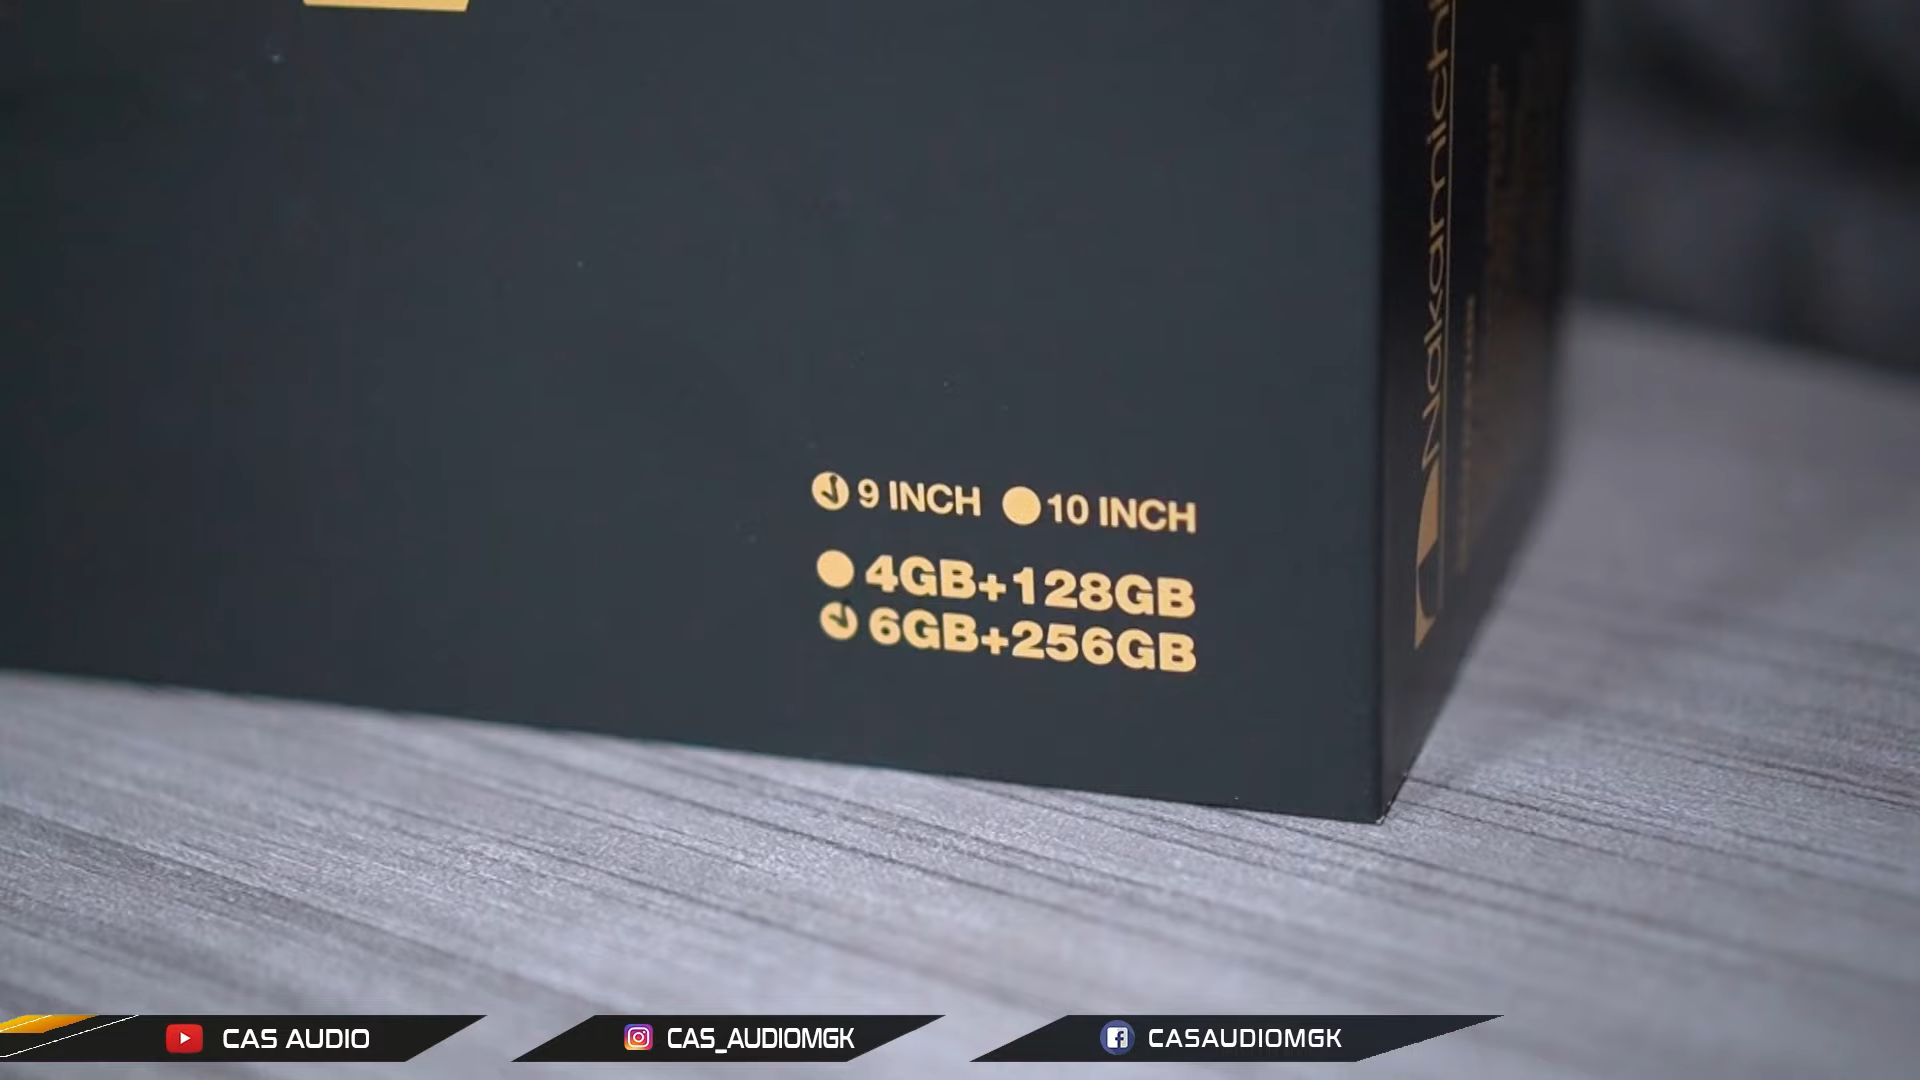 Nakamichi
9 INCH 10 INCH
4GB+128GB
6GB+256GB
CAS AUDIO
CAS_AUDIOMGK
CASAUDIOMGK